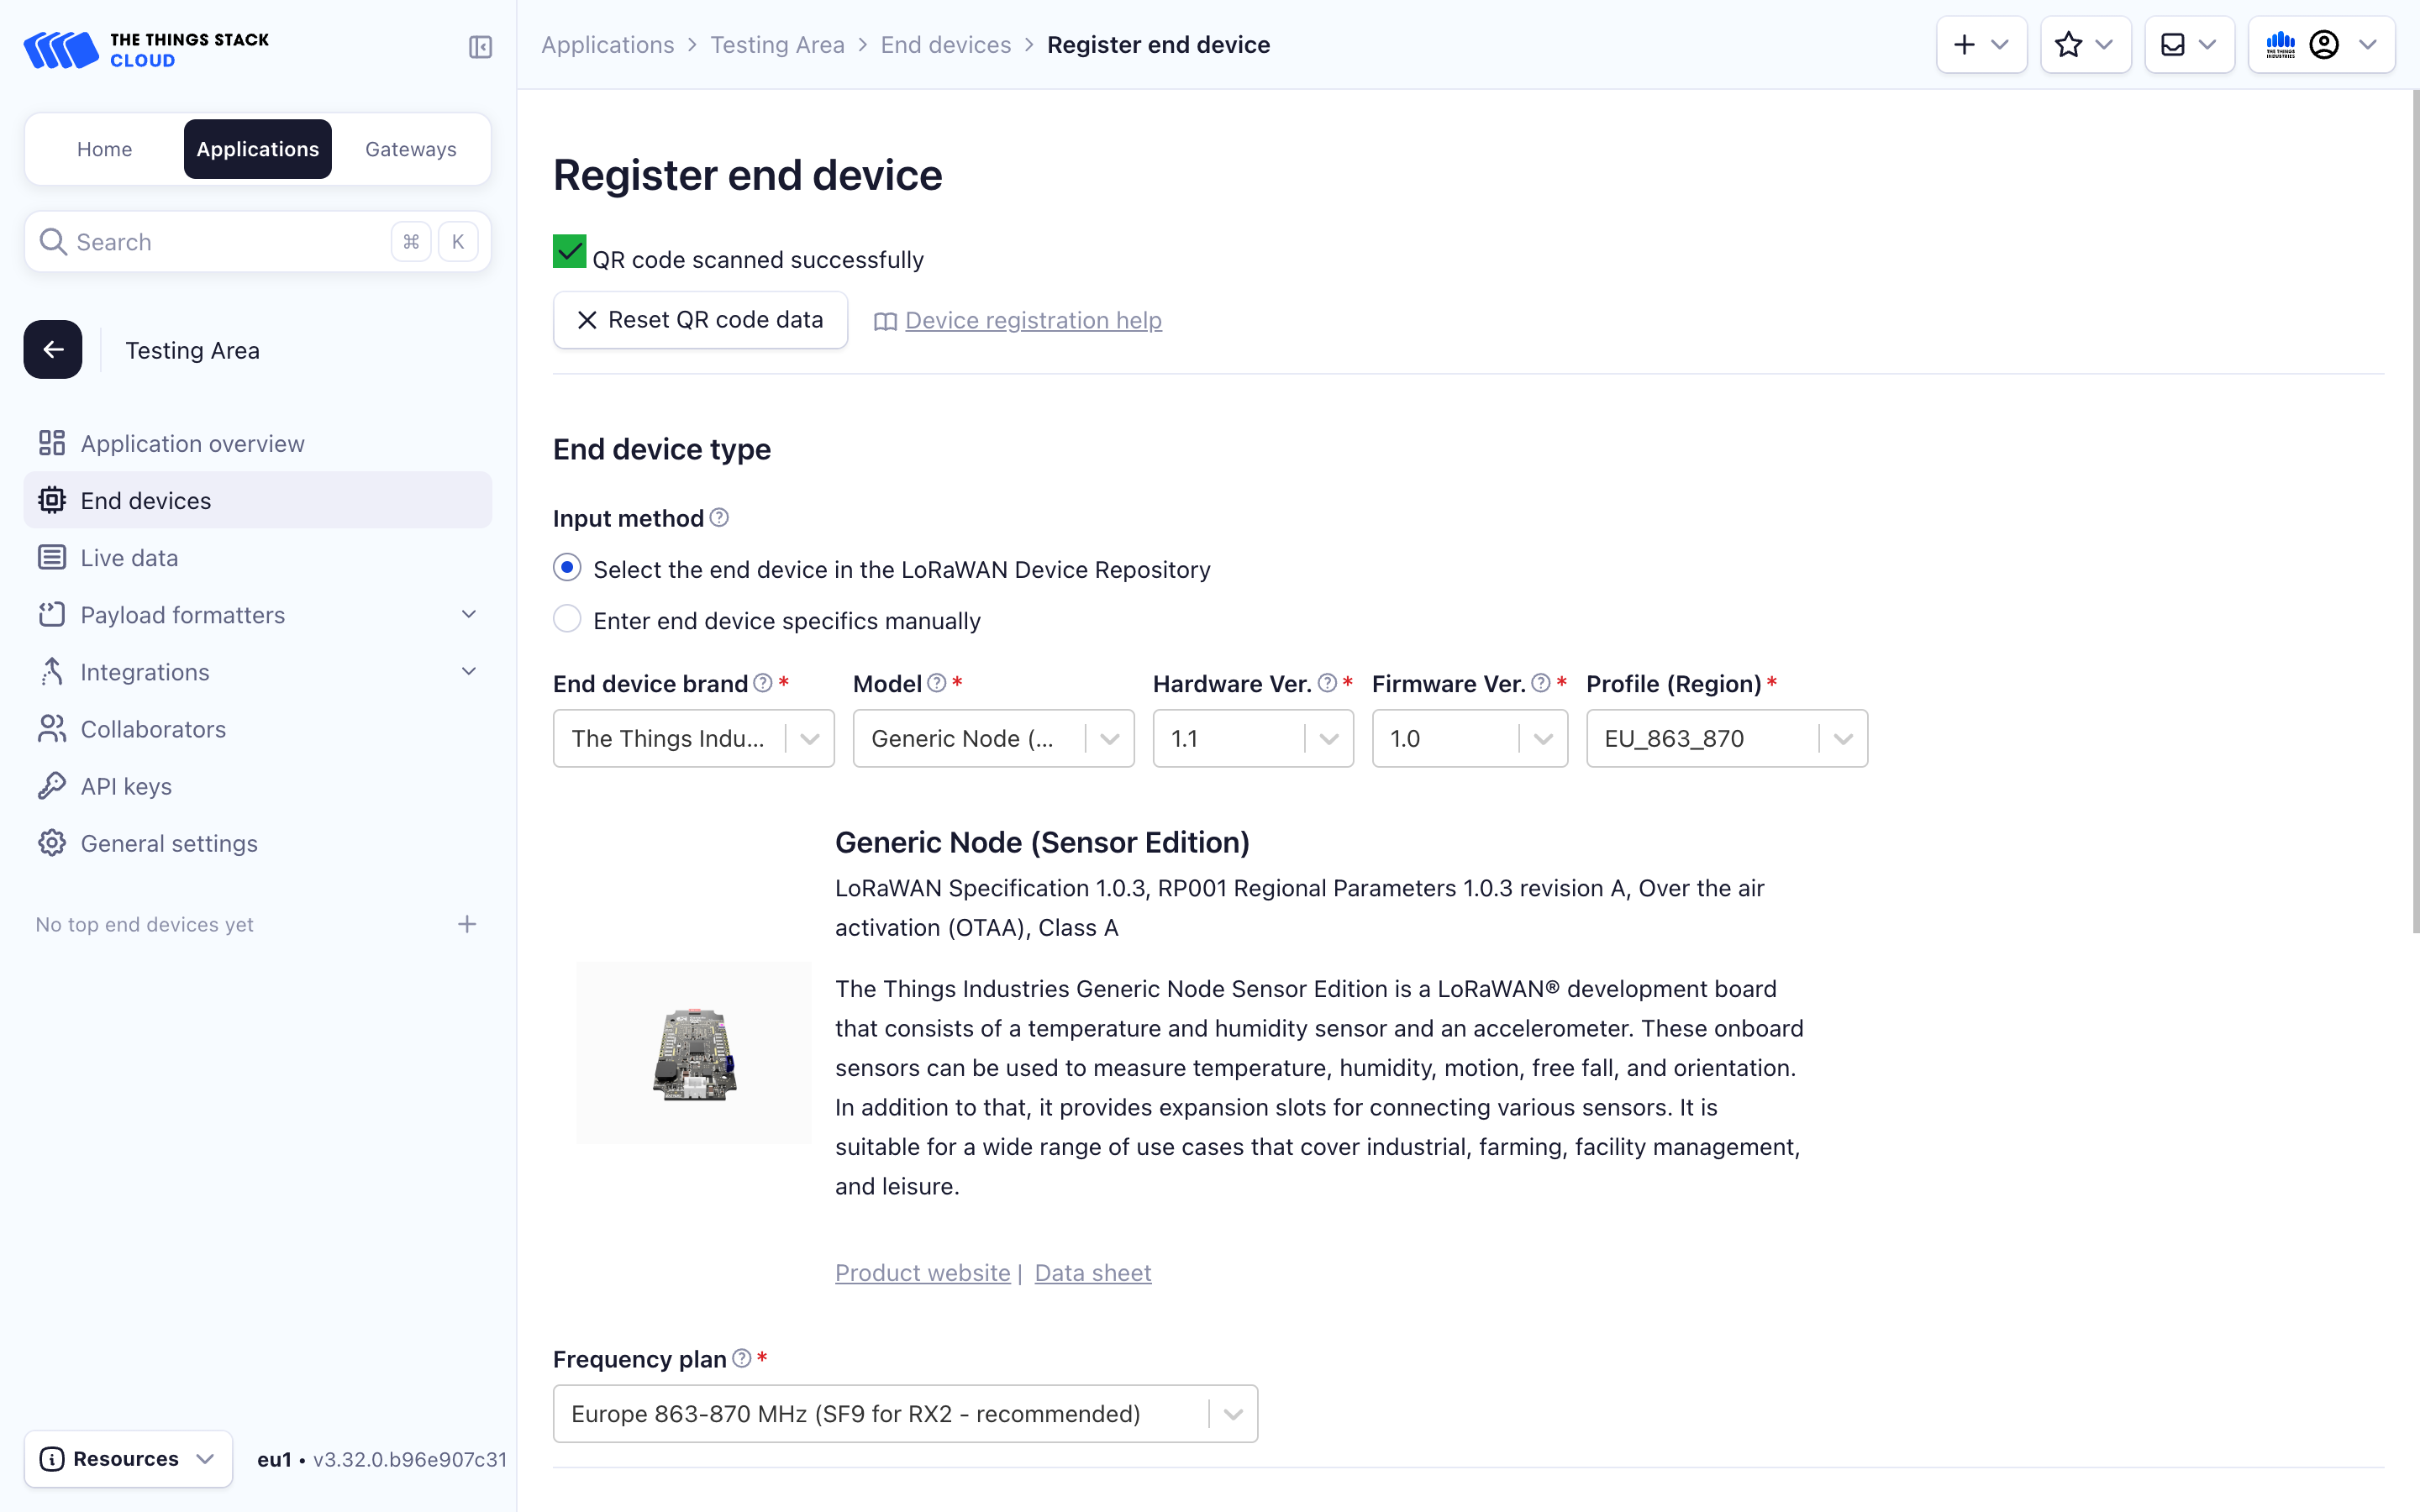 THE THINGS STACK
CLOUD
Applications > Testing Area > End devices > Register end device
THE THINGS
INDUSTRIES
Home
Applications
Gateways
Search
⌘
K
Testing Area
Application overview
End devices
Live data
Payload formatters
Integrations
Collaborators
API keys
General settings
No top end devices yet
Resources
eu1 • v3.32.0.b96e907c31
Register end device
QR code scanned successfully
Reset QR code data
Device registration help
End device type
Input method
Select the end device in the LoRaWAN Device Repository
Enter end device specifics manually
End device brand *
Model *
Hardware Ver. *
Firmware Ver. *
Profile (Region) *
The Things Indu...
Generic Node (...
1.1
1.0
EU_863_870
Generic Node (Sensor Edition)
LoRaWAN Specification 1.0.3, RP001 Regional Parameters 1.0.3 revision A, Over the air
activation (OTAA), Class A
The Things Industries Generic Node Sensor Edition is a LoRaWAN® development board
that consists of a temperature and humidity sensor and an accelerometer. These onboard
sensors can be used to measure temperature, humidity, motion, free fall, and orientation.
In addition to that, it provides expansion slots for connecting various sensors. It is
suitable for a wide range of use cases that cover industrial, farming, facility management,
and leisure.
Product website | Data sheet
Frequency plan *
Europe 863-870 MHz (SF9 for RX2 - recommended)